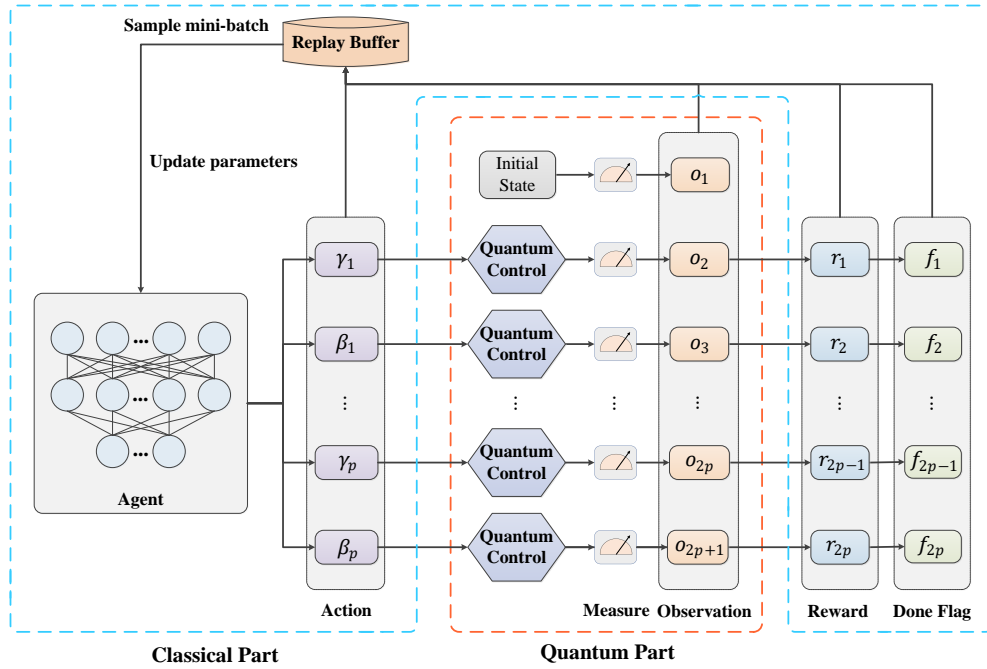 Sample mini-batch
Replay Buffer
Update parameters
Initial
State
o₁
γ₁
Quantum
Control
o₂
r₁
f₁
...
...
β₁
Quantum
Control
o₃
r₂
f₂
...
⋮
⋮
⋮
⋮
⋮
⋮
...
γₚ
Quantum
Control
o₂ₚ
r₂ₚ₋₁
f₂ₚ₋₁
Agent
βₚ
Quantum
Control
o₂ₚ₊₁
r₂ₚ
f₂ₚ
Action
Measure
Observation
Reward
Done Flag
Classical Part
Quantum Part